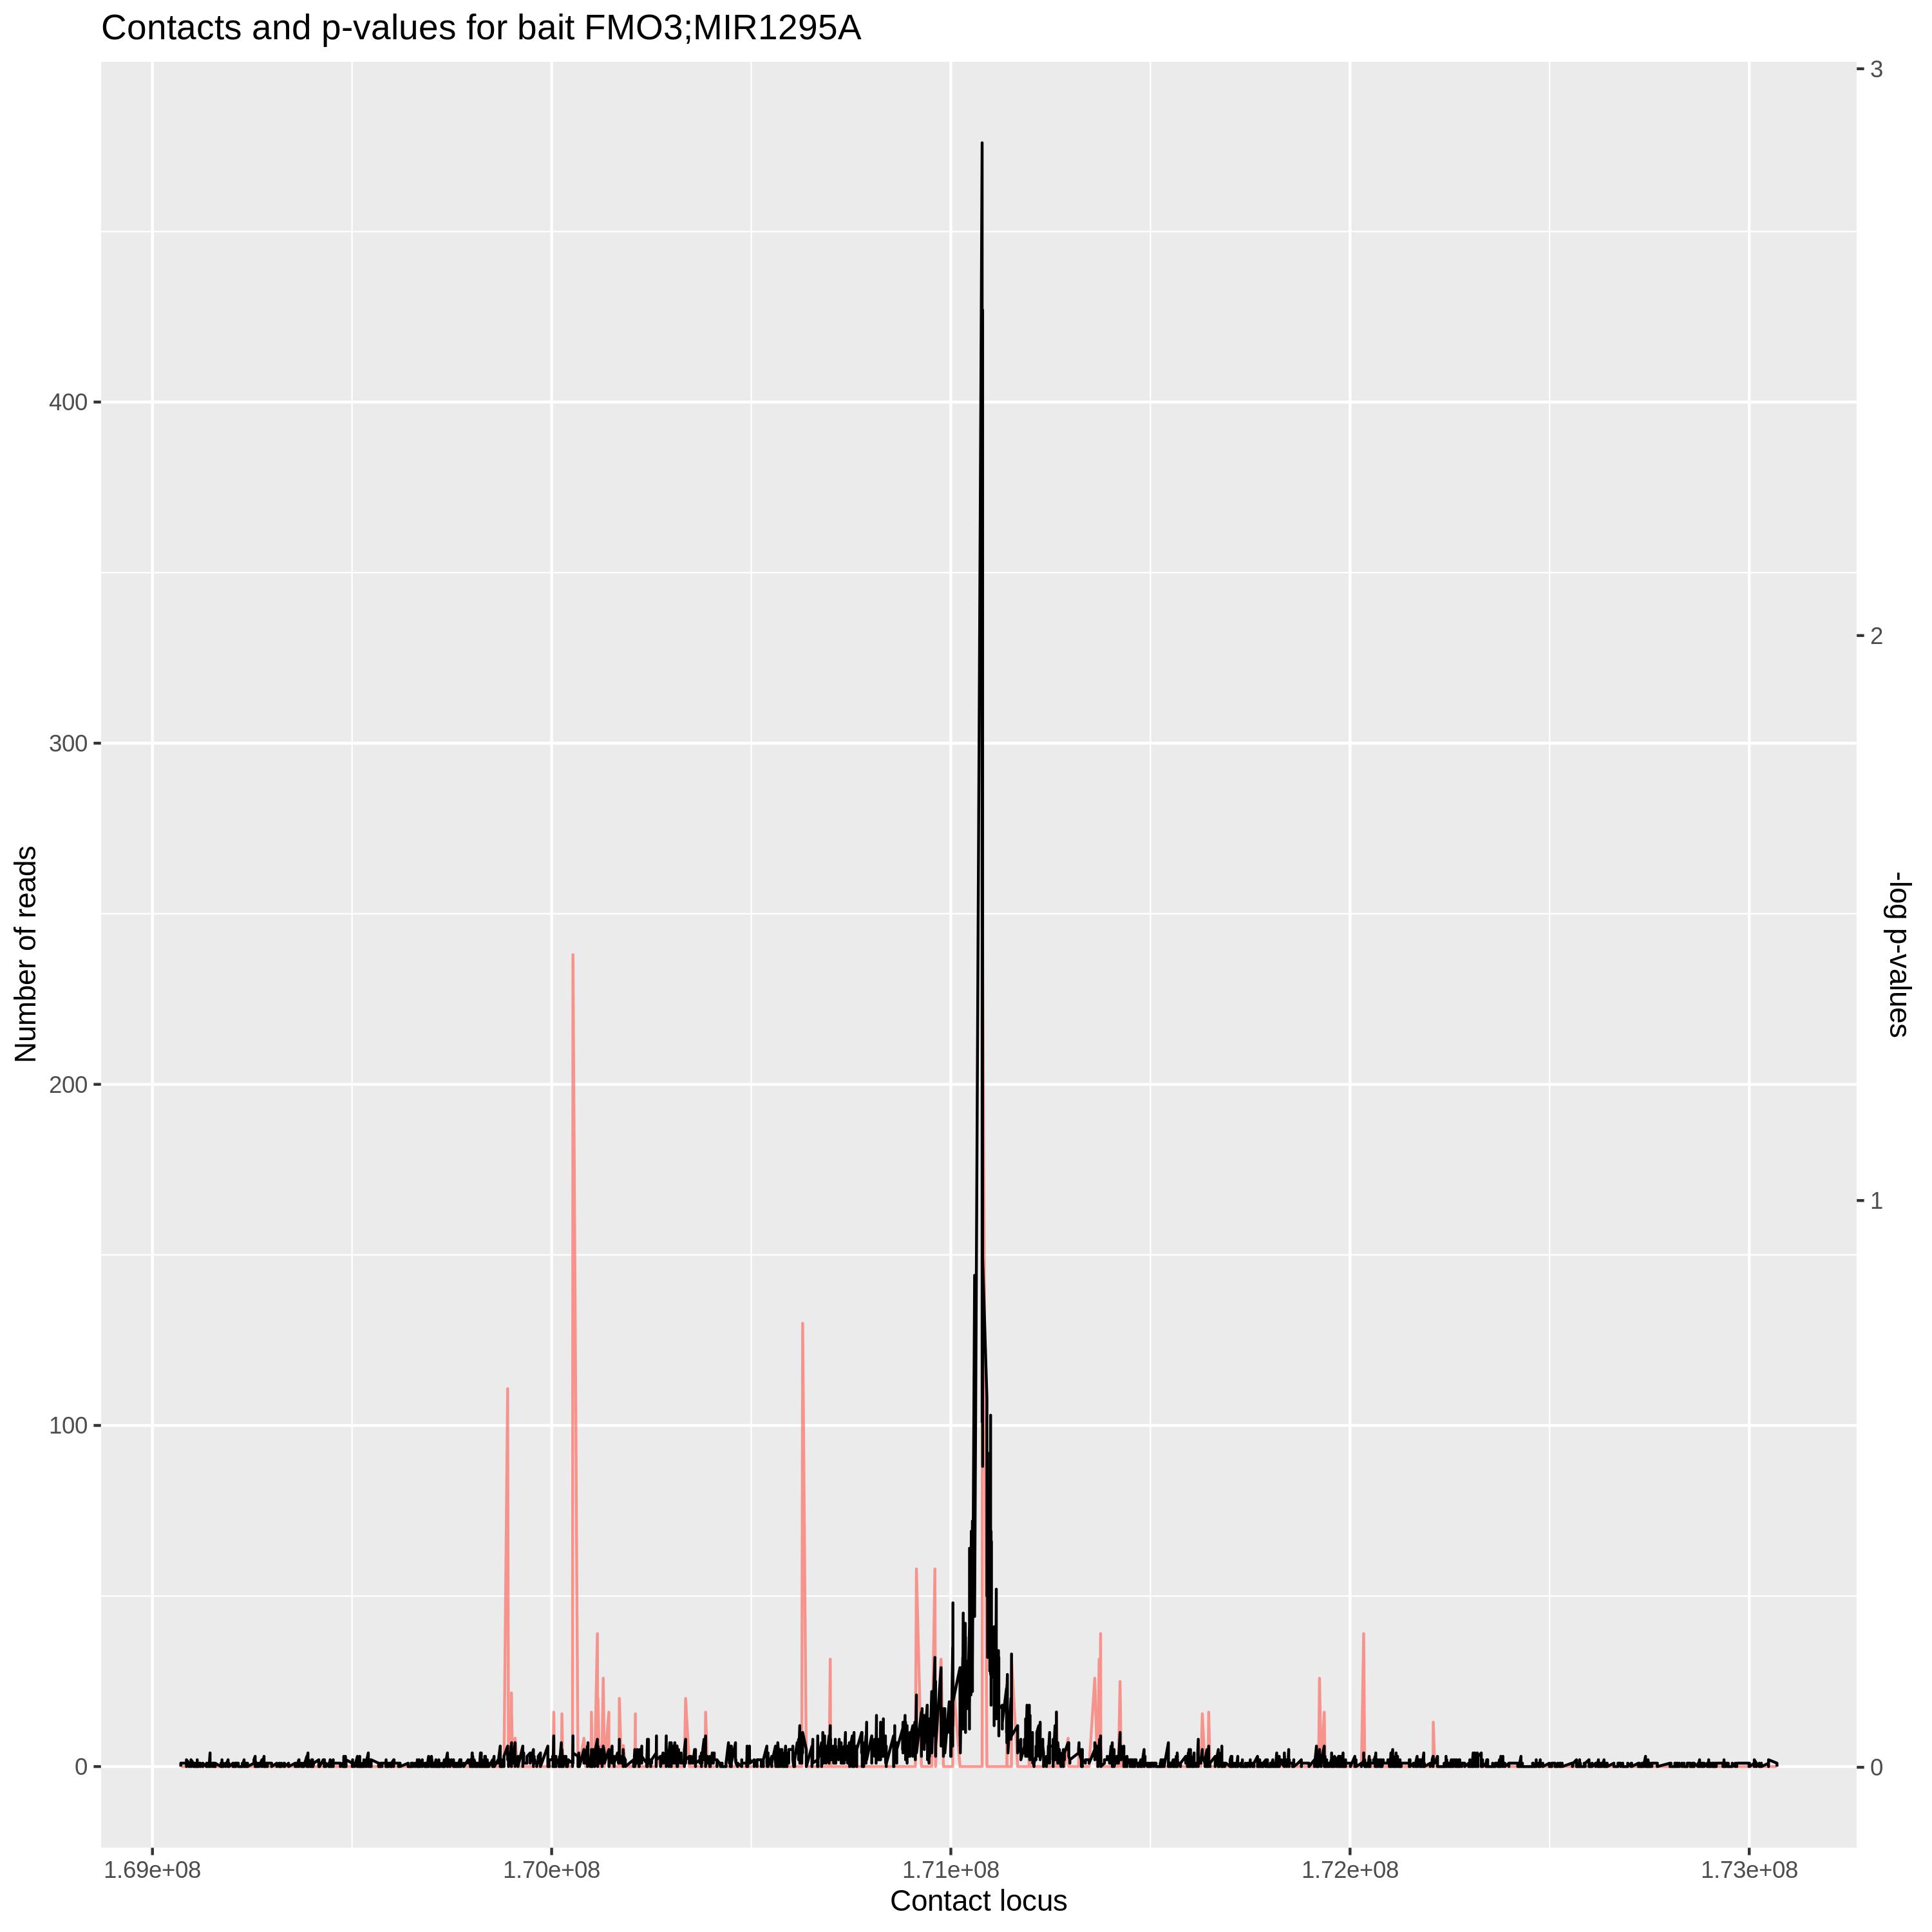 Contacts and p-values for bait FMO3;MIR1295A
Number of reads
400
300
200
100
0
3
2
1
0
-log p-values
1.69e+08
1.70e+08
1.71e+08
1.72e+08
1.73e+08
Contact locus